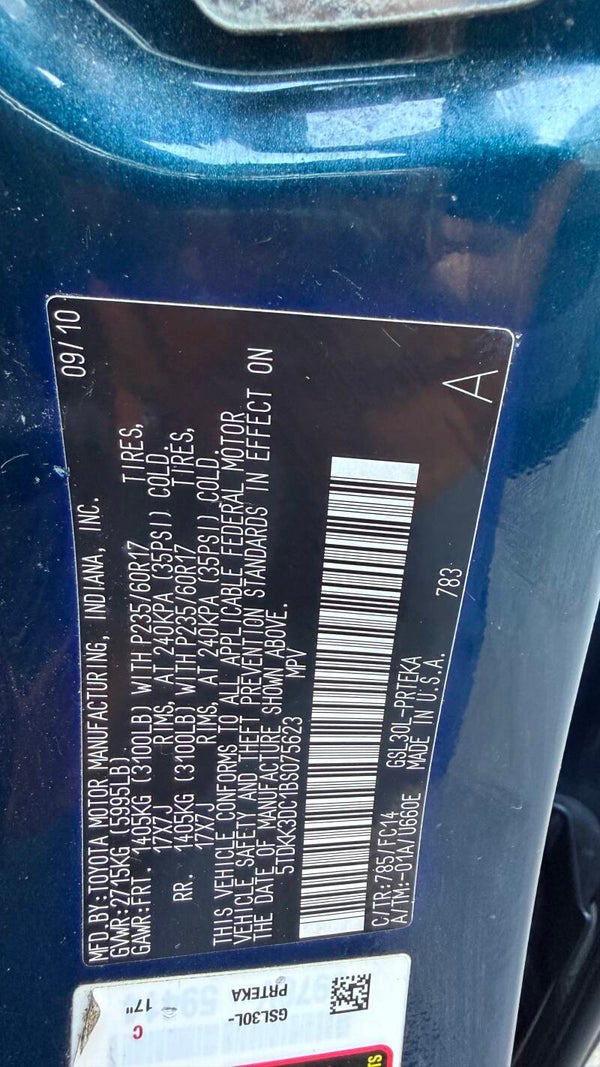 MFD.BY:TOYOTA MOTOR MANUFACTURING, INDIANA, INC. 09/10
GVWR:2715KG (5995LB)
GAWR:FRT. 1405KG (3100LB) WITH P235/60R17 TIRES,
17X7J RIMS, AT 240KPA (35PSI) COLD.
RR. 1405KG (3100LB) WITH P235/60R17 TIRES,
17X7J RIMS, AT 240KPA (35PSI) COLD.
THIS VEHICLE CONFORMS TO ALL APPLICABLE FEDERAL MOTOR
VEHICLE SAFETY AND THEFT PREVENTION STANDARDS IN EFFECT ON
THE DATE OF MANUFACTURE SHOWN ABOVE.
5TDKK3DC1BS075623 MPV
C/TR:785/FC14 GSL30L-PRTEKA 783
A/TM:-01A/U660E MADE IN U.S.A. A
GSL30L-
PRTEKA
17" C